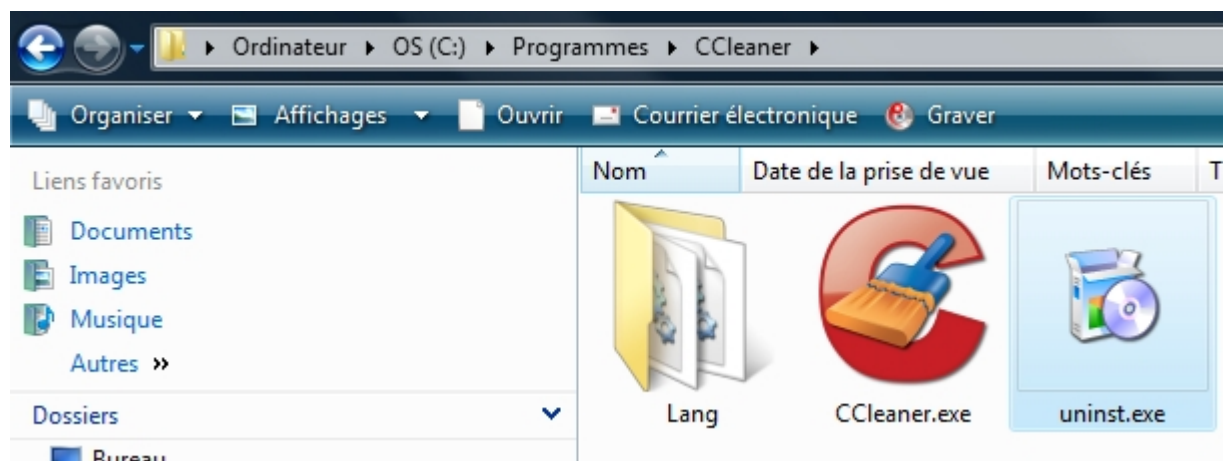 Ordinateur OS (C:) Programmes CCleaner
Organiser Affichages Ouvrir Courrier électronique Graver
Liens favoris
Documents
Images
Musique
Autres »
Dossiers
Bureau
Nom Date de la prise de vue Mots-clés T
Lang CCleaner.exe uninst.exe